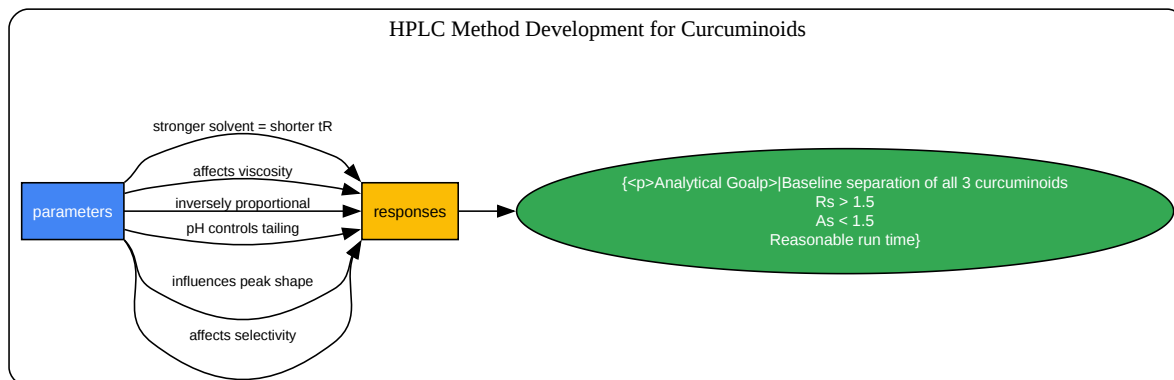 HPLC Method Development for Curcuminoids
stronger solvent = shorter tR
affects viscosity
parameters
inversely proportional
responses
pH controls tailing
influences peak shape
affects selectivity
{<p>Analytical Goalp>|Baseline separation of all 3 curcuminoids
Rs > 1.5
As < 1.5
Reasonable run time}